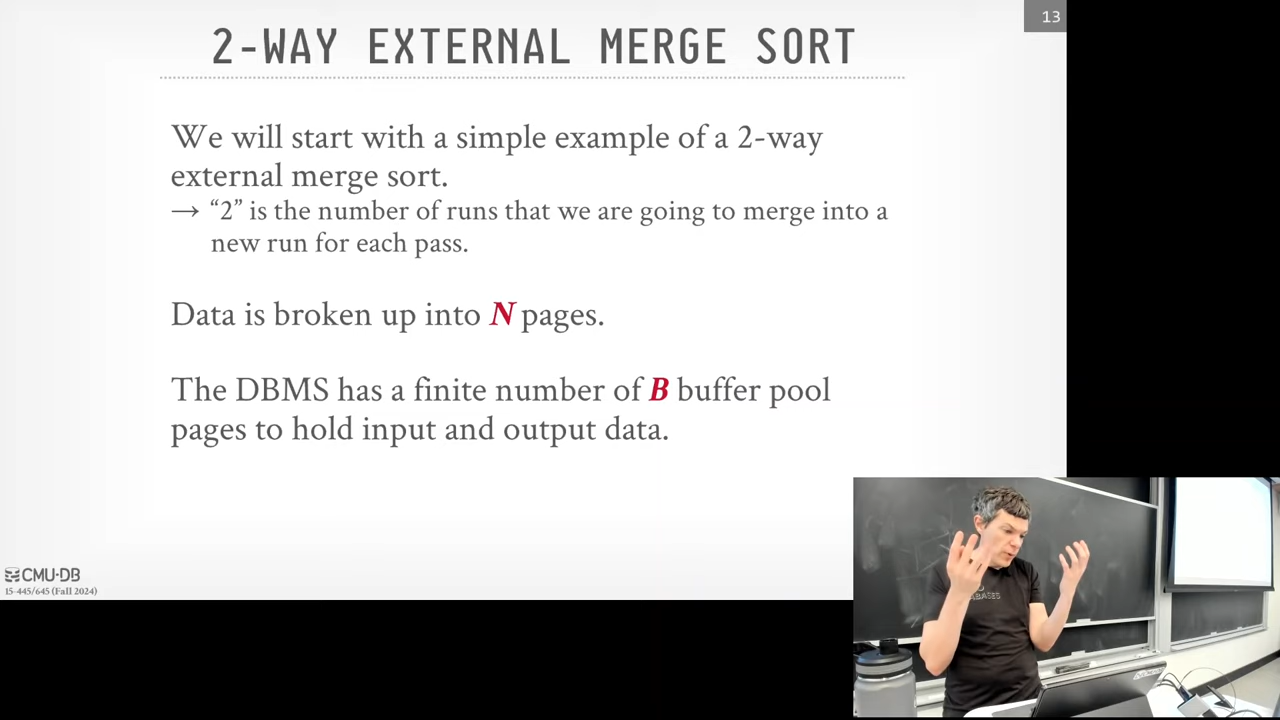 13
2-WAY EXTERNAL MERGE SORT
We will start with a simple example of a 2-way
external merge sort.
→ “2” is the number of runs that we are going to merge into a
new run for each pass.
Data is broken up into N pages.
The DBMS has a finite number of B buffer pool
pages to hold input and output data.
CMU·DB
15-445/645 (Fall 2024)